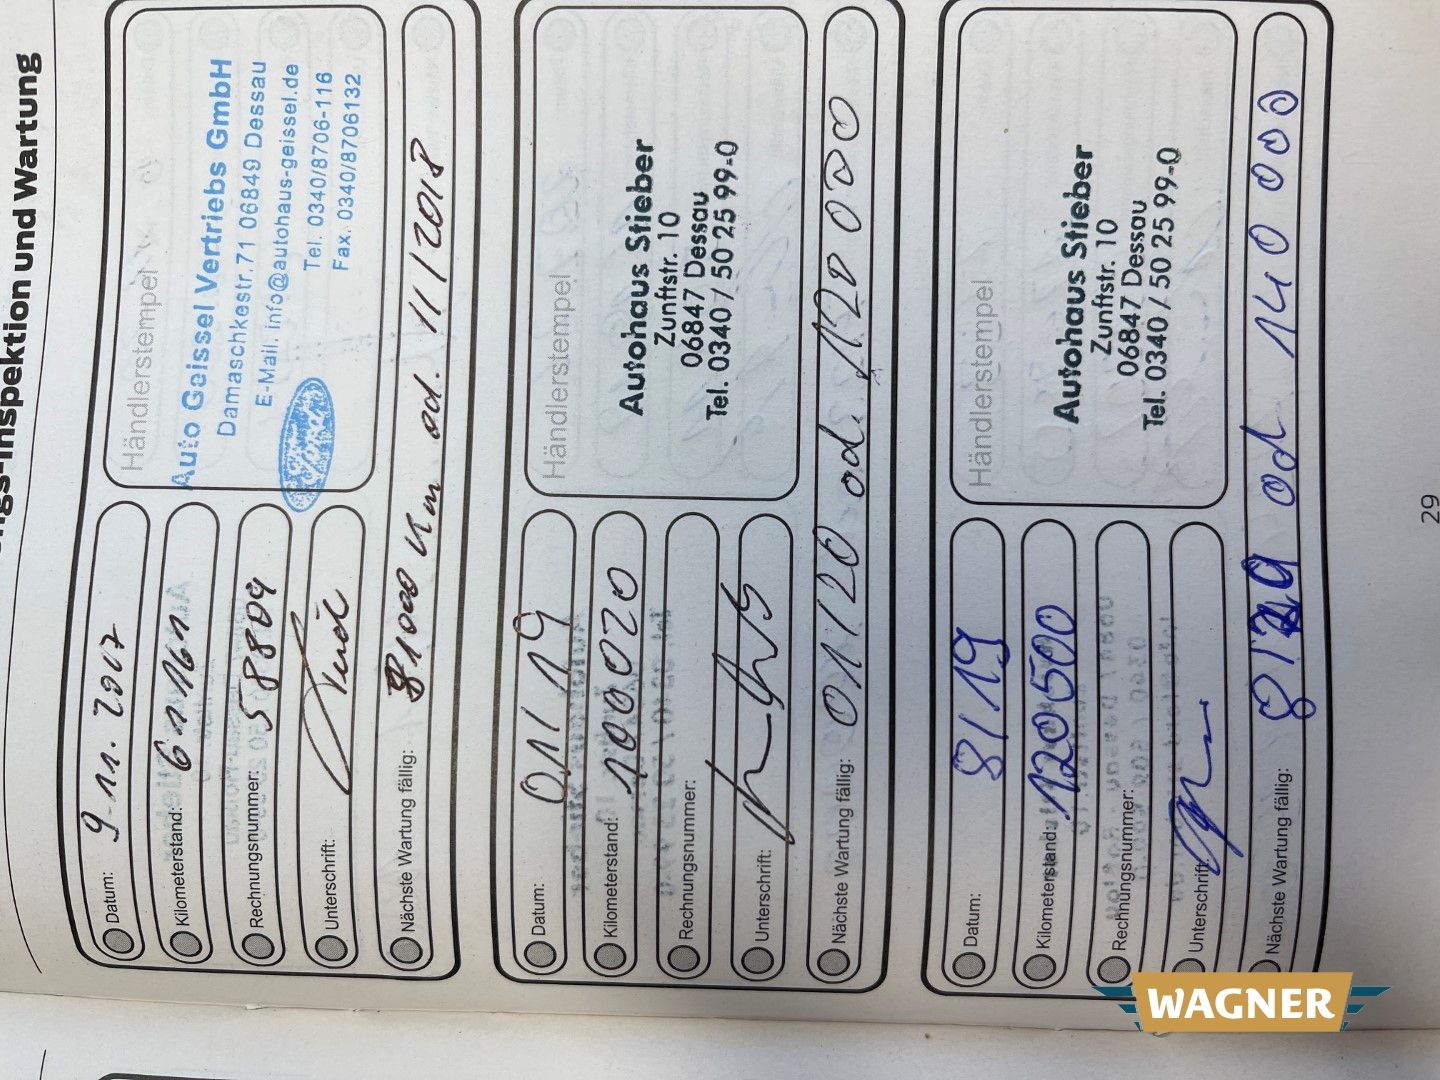 ngs-Inspektion und Wartung
Datum: 9.11.2017
Kilometerstand: 61161
Rechnungsnummer: 58809
Unterschrift:
Nächste Wartung fällig: 81000 Km od. 11/2018
Händlerstempel
Auto Geissel Vertriebs GmbH
Damaschkestr.71 06849 Dessau
E-Mail. info@autohaus-geissel.de
Tel. 0340/8706-116
Fax. 0340/8706132
Datum: 01/19
Kilometerstand: 100020
Rechnungsnummer:
Unterschrift:
Nächste Wartung fällig: 01/20 od. 120 000
Händlerstempel
Autohaus Stieber
Zunftstr. 10
06847 Dessau
Tel. 0340 / 50 25 99-0
Datum: 8/19
Kilometerstand: 120500
Rechnungsnummer:
Unterschrift:
Nächste Wartung fällig: od 140 000
Händlerstempel
Autohaus Stieber
Zunftstr. 10
06847 Dessau
Tel. 0340 / 50 25 99-0
29
WAGNER